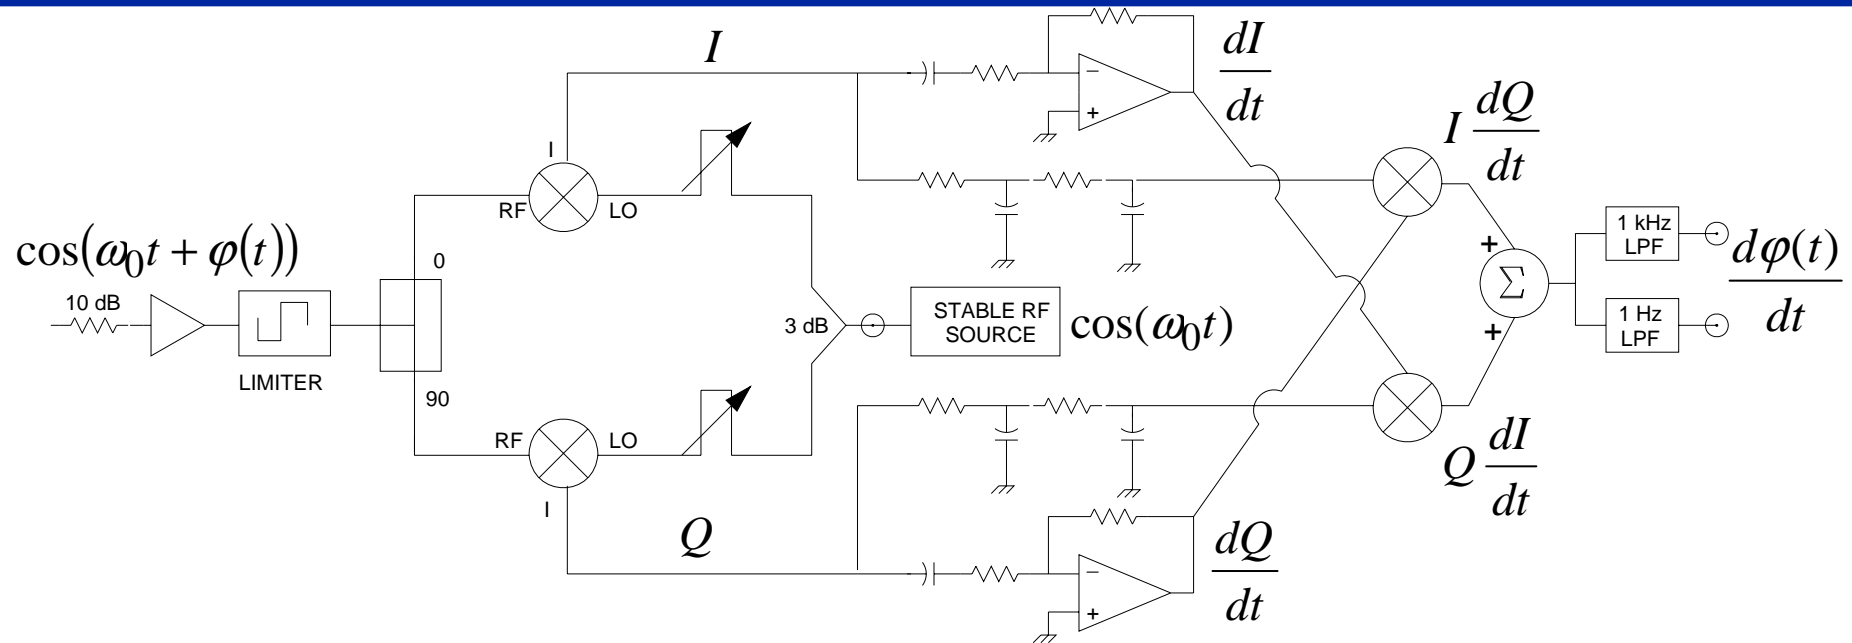 I
dI
dt
−
+
I dQ
dt
I
RF
LO
cos(ω0t + φ(t))
10 dB
LIMITER
0
90
3 dB
STABLE RF
SOURCE
cos(ω0t)
+
Σ
+
1 kHz
LPF
1 Hz
LPF
dφ(t)
dt
RF
LO
I
Q
Q dI
dt
dQ
dt
−
+